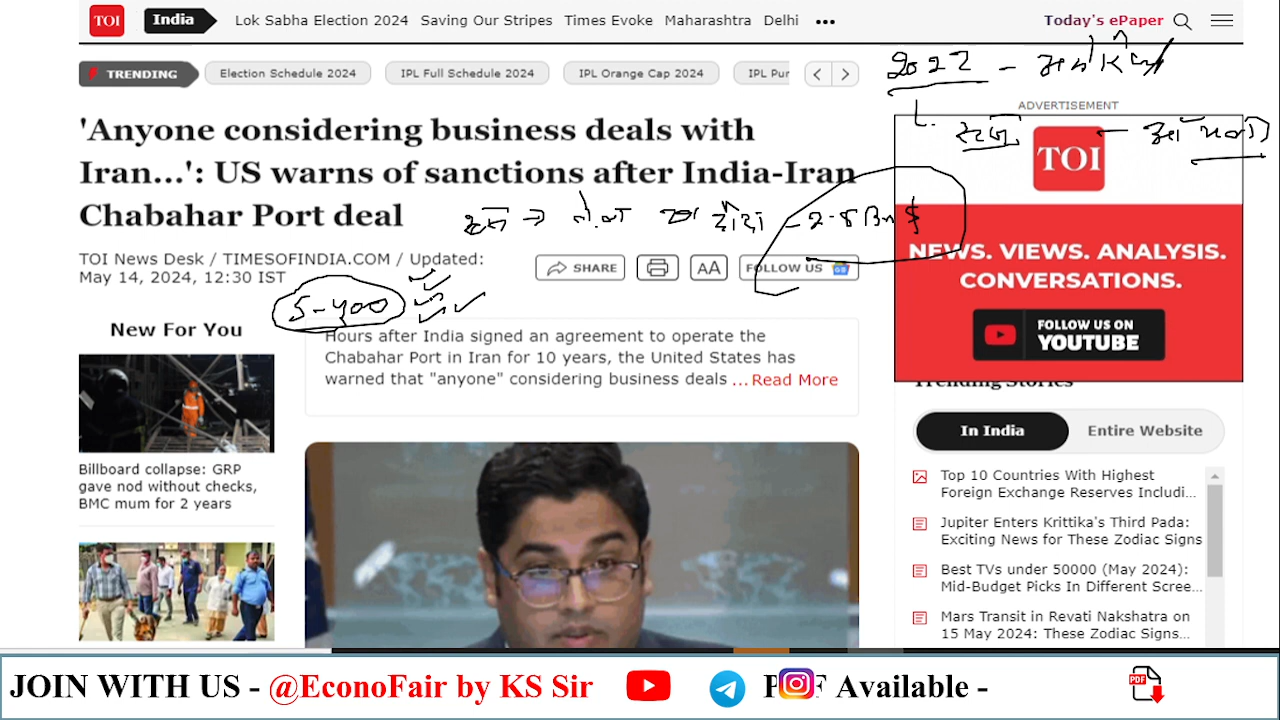 TOI India Lok Sabha Election 2024 Saving Our Stripes Times Evoke Maharashtra Delhi ••• Today's ePaper
2022 -
TRENDING Election Schedule 2024 IPL Full Schedule 2024 IPL Orange Cap 2024 IPL Pur
ADVERTISEMENT
'Anyone considering business deals with
Iran...': US warns of sanctions after India-Iran
Chabahar Port deal
2-8 Bn $
TOI News Desk / TIMESOFINDIA.COM / Updated:
May 14, 2024, 12:30 IST
SHARE AA FOLLOW US
S-400
Hours after India signed an agreement to operate the
Chabahar Port in Iran for 10 years, the United States has
warned that "anyone" considering business deals ...Read More
New For You
Billboard collapse: GRP
gave nod without checks,
BMC mum for 2 years
TOI
NEWS. VIEWS. ANALYSIS.
CONVERSATIONS.
FOLLOW US ON
YOUTUBE
Trending Stories
In India Entire Website
Top 10 Countries With Highest
Foreign Exchange Reserves Includi...
Jupiter Enters Krittika's Third Pada:
Exciting News for These Zodiac Signs
Best TVs under 50000 (May 2024):
Mid-Budget Picks In Different Scree...
Mars Transit in Revati Nakshatra on
15 May 2024: These Zodiac Signs...
JOIN WITH US - @EconoFair by KS Sir Available -
PDF